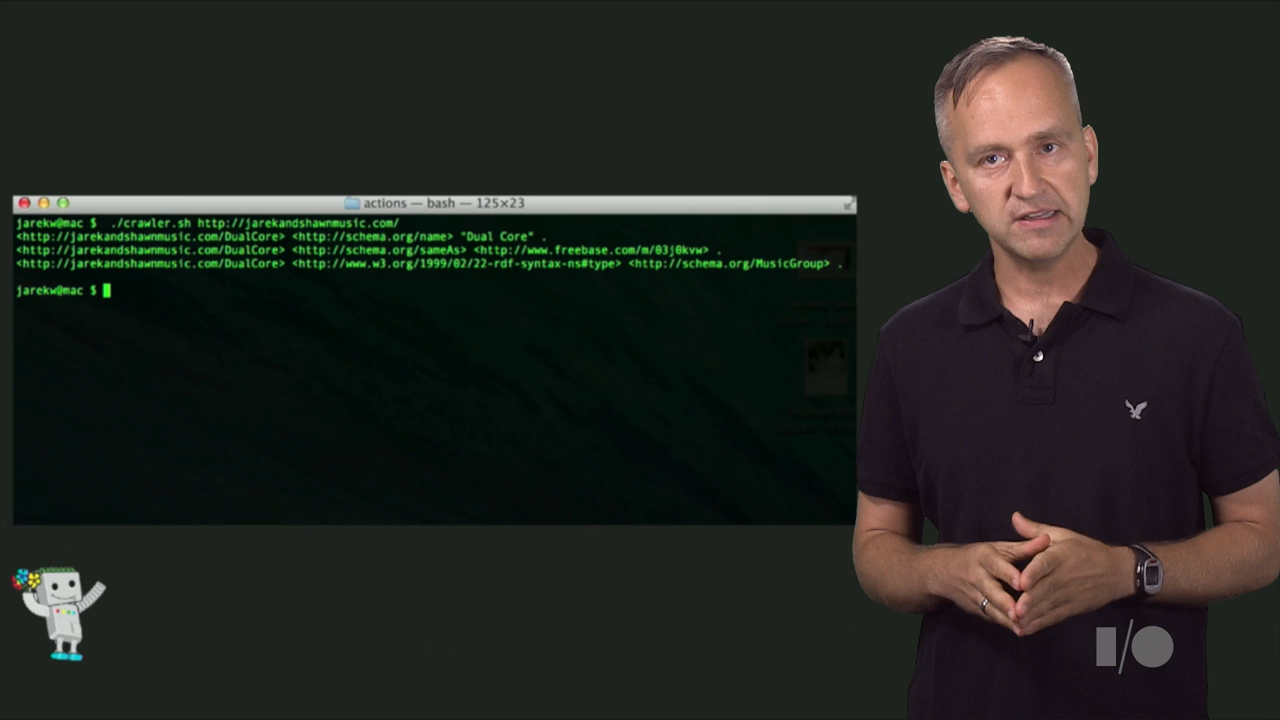 actions — bash — 125×23
jarekw@mac $ ./crawler.sh http://jarekandshawnmusic.com/
<http://jarekandshawnmusic.com/DualCore> <http://schema.org/name> "Dual Core" .
<http://jarekandshawnmusic.com/DualCore> <http://schema.org/sameAs> <http://www.freebase.com/m/03j0kvw> .
<http://jarekandshawnmusic.com/DualCore> <http://www.w3.org/1999/02/22-rdf-syntax-ns#type> <http://schema.org/MusicGroup> .
jarekw@mac $
I/O